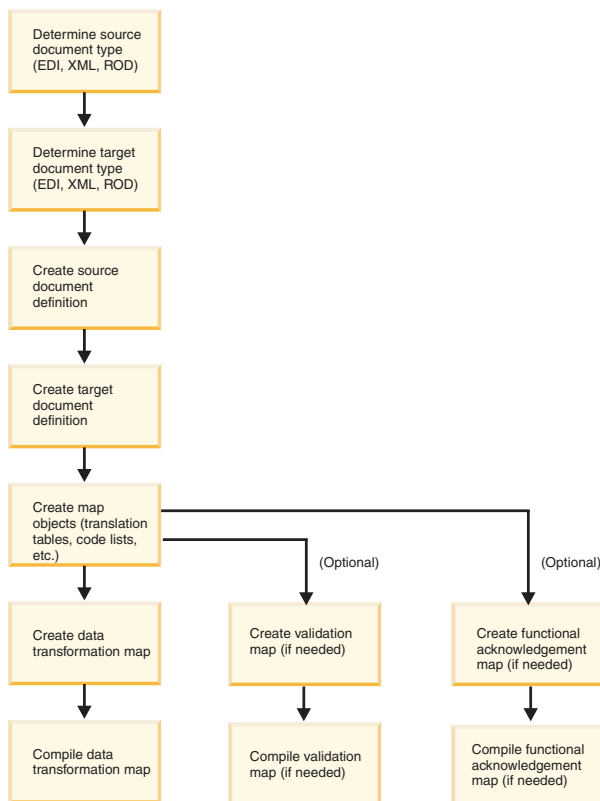 Determine source
document type
(EDI, XML, ROD)
Determine target
document type
(EDI, XML, ROD)
Create source
document
definition
Create target
document
definition
Create map
objects (translation
tables, code lists,
etc.)
(Optional)
(Optional)
Create data
transformation map
Create validation
map (if needed)
Create functional
acknowledgement
map (if needed)
Compile data
transformation map
Compile validation
map (if needed)
Compile functional
acknowledgement
map (if needed)